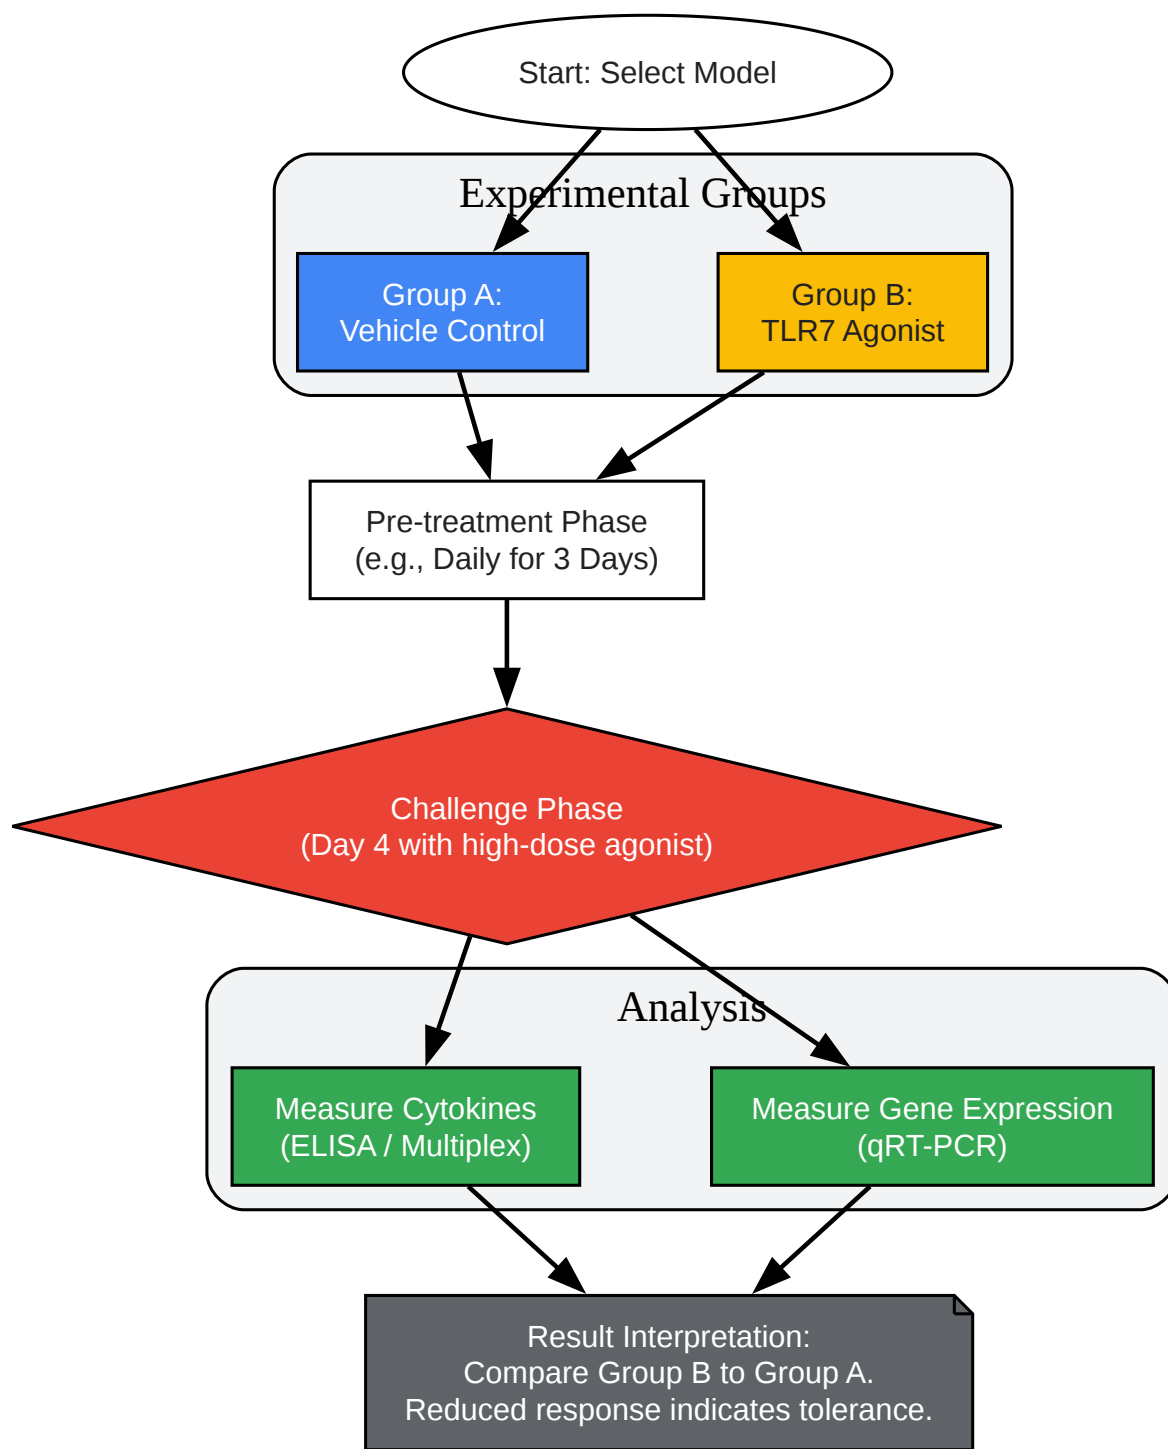 Start: Select Model
Experimental Groups
Group A:
Vehicle Control
Group B:
TLR7 Agonist
Pre-treatment Phase
(e.g., Daily for 3 Days)
Challenge Phase
(Day 4 with high-dose agonist)
Analysis
Measure Cytokines
(ELISA / Multiplex)
Measure Gene Expression
(qRT-PCR)
Result Interpretation:
Compare Group B to Group A.
Reduced response indicates tolerance.